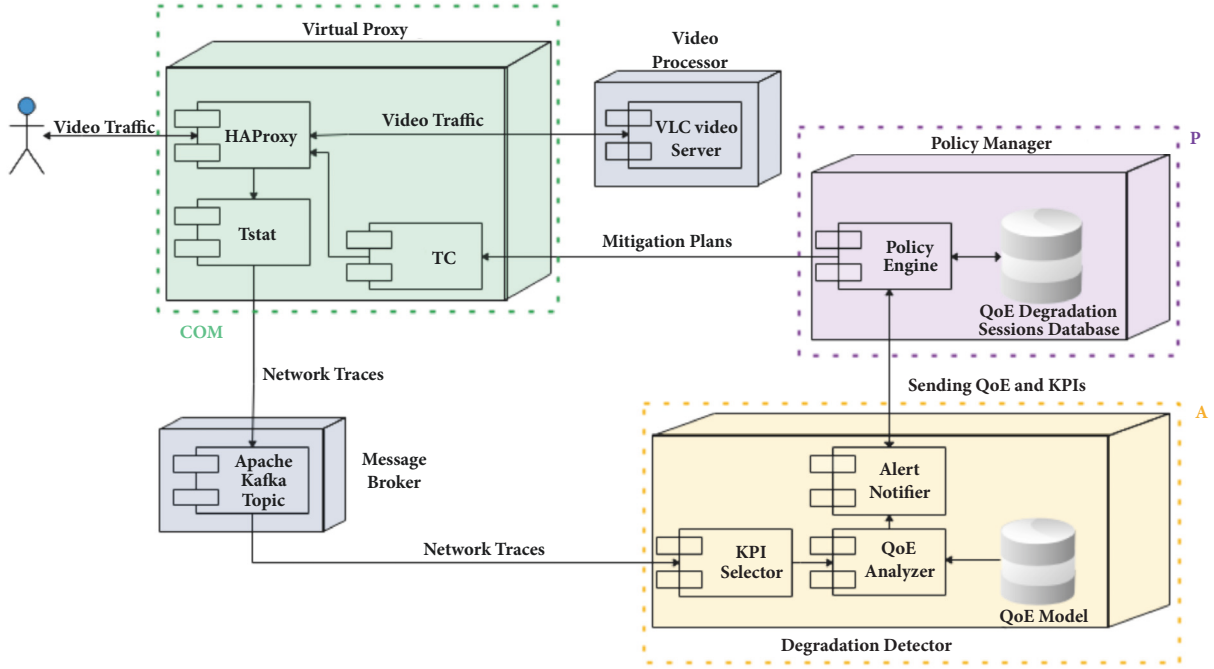 Virtual Proxy
Video
Processor
Video Traffic
HAProxy
Video Traffic
VLC video
Server
P
Policy Manager
Tstat
TC
Mitigation Plans
Policy
Engine
QoE Degradation
Sessions Database
COM
Network Traces
Sending QoE and KPIs
A
Apache
Kafka
Topic
Message
Broker
Alert
Notifier
Network Traces
KPI
Selector
QoE
Analyzer
QoE Model
Degradation Detector